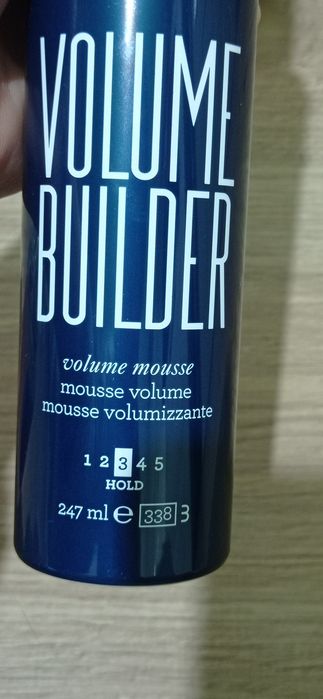 VOLUME
BUILDER
volume mousse
mousse volume
mousse volumizzante
1 2 3 4 5
HOLD
247 ml e 338 3